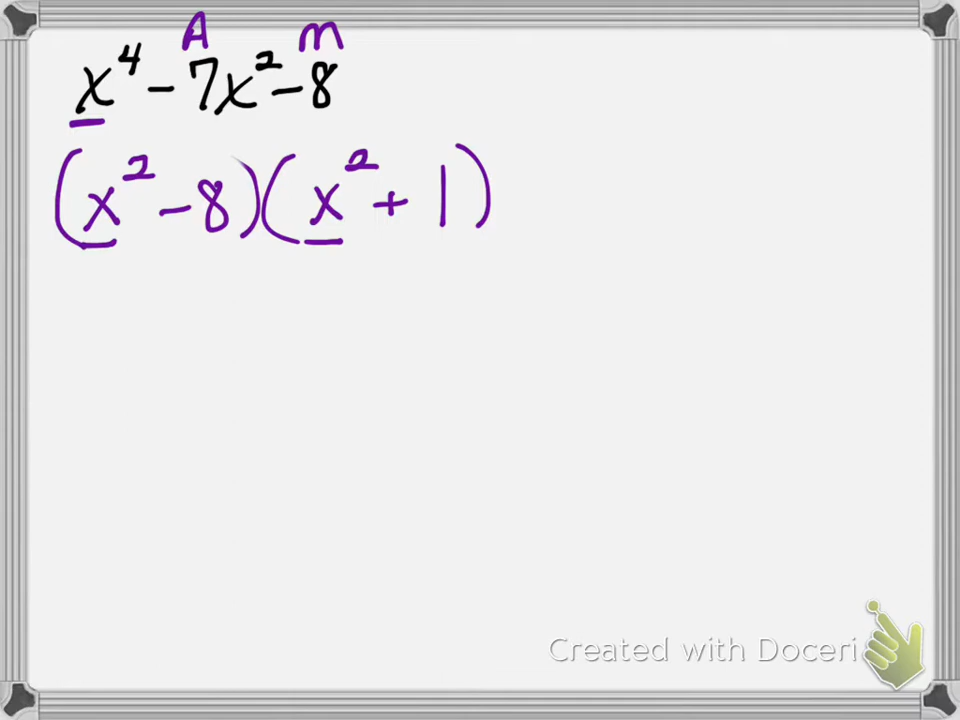 A m
x⁴ - 7x² - 8
(x² - 8)(x² + 1)
Created with Doceri